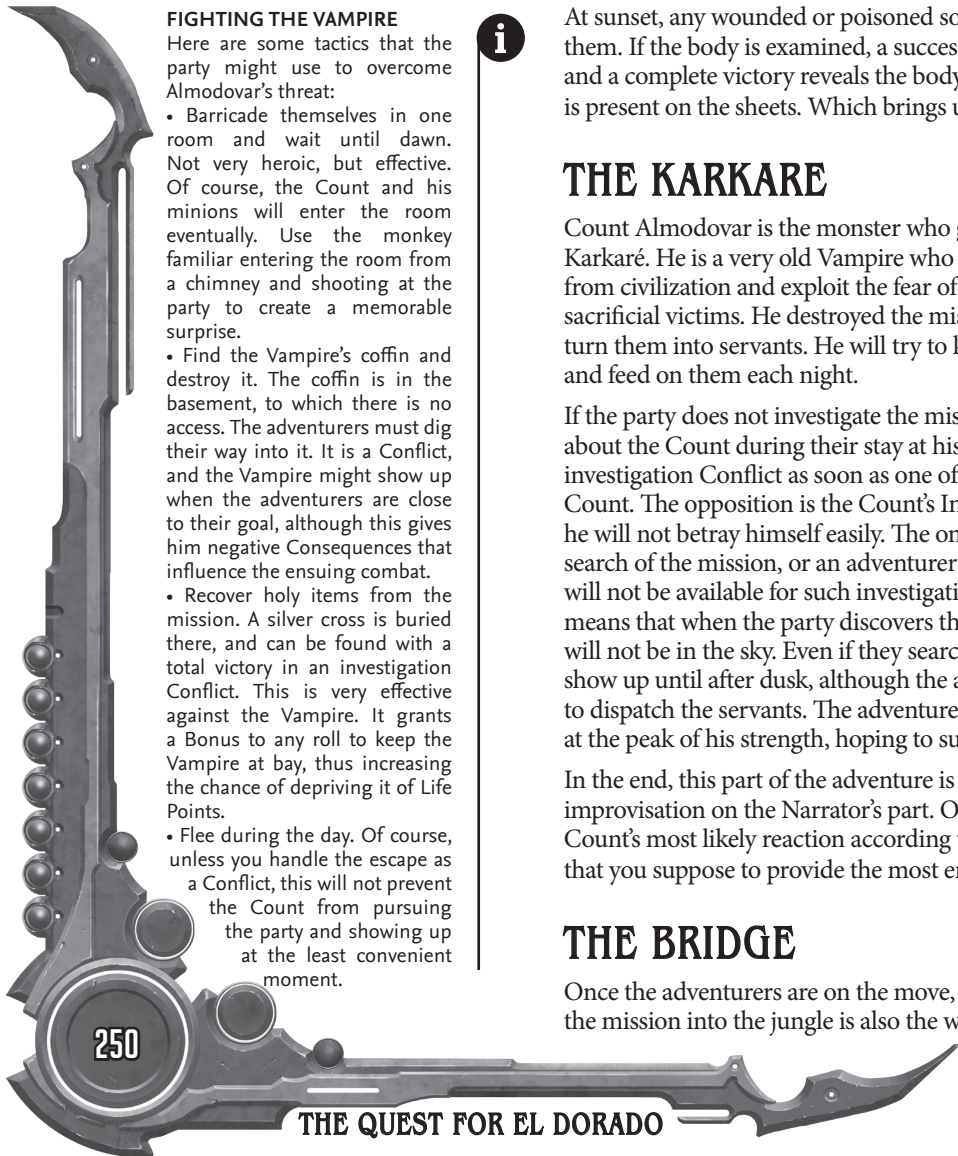 FIGHTING THE VAMPIRE
Here are some tactics that the
party might use to overcome
Almodovar's threat:
• Barricade themselves in one
room and wait until dawn.
Not very heroic, but effective.
Of course, the Count and his
minions will enter the room
eventually. Use the monkey
familiar entering the room from
a chimney and shooting at the
party to create a memorable
surprise.
• Find the Vampire's coffin and
destroy it. The coffin is in the
basement, to which there is no
access. The adventurers must dig
their way into it. It is a Conflict,
and the Vampire might show up
when the adventurers are close
to their goal, although this gives
him negative Consequences that
influence the ensuing combat.
• Recover holy items from the
mission. A silver cross is buried
there, and can be found with a
total victory in an investigation
Conflict. This is very effective
against the Vampire. It grants
a Bonus to any roll to keep the
Vampire at bay, thus increasing
the chance of depriving it of Life
Points.
• Flee during the day. Of course,
unless you handle the escape as
a Conflict, this will not prevent
the Count from pursuing
the party and showing up
at the least convenient
moment.
i
At sunset, any wounded or poisoned so
them. If the body is examined, a succes
and a complete victory reveals the body
is present on the sheets. Which brings u
THE KARKARE
Count Almodovar is the monster who g
Karkaré. He is a very old Vampire who
from civilization and exploit the fear of
sacrificial victims. He destroyed the mis
turn them into servants. He will try to k
and feed on them each night.
If the party does not investigate the mis
about the Count during their stay at his
investigation Conflict as soon as one of
Count. The opposition is the Count's In
he will not betray himself easily. The on
search of the mission, or an adventurer
will not be available for such investigati
means that when the party discovers th
will not be in the sky. Even if they searc
show up until after dusk, although the a
to dispatch the servants. The adventure
at the peak of his strength, hoping to su
In the end, this part of the adventure is
improvisation on the Narrator's part. O
Count's most likely reaction according
that you suppose to provide the most e
THE BRIDGE
Once the adventurers are on the move,
the mission into the jungle is also the w
250
THE QUEST FOR EL DORADO